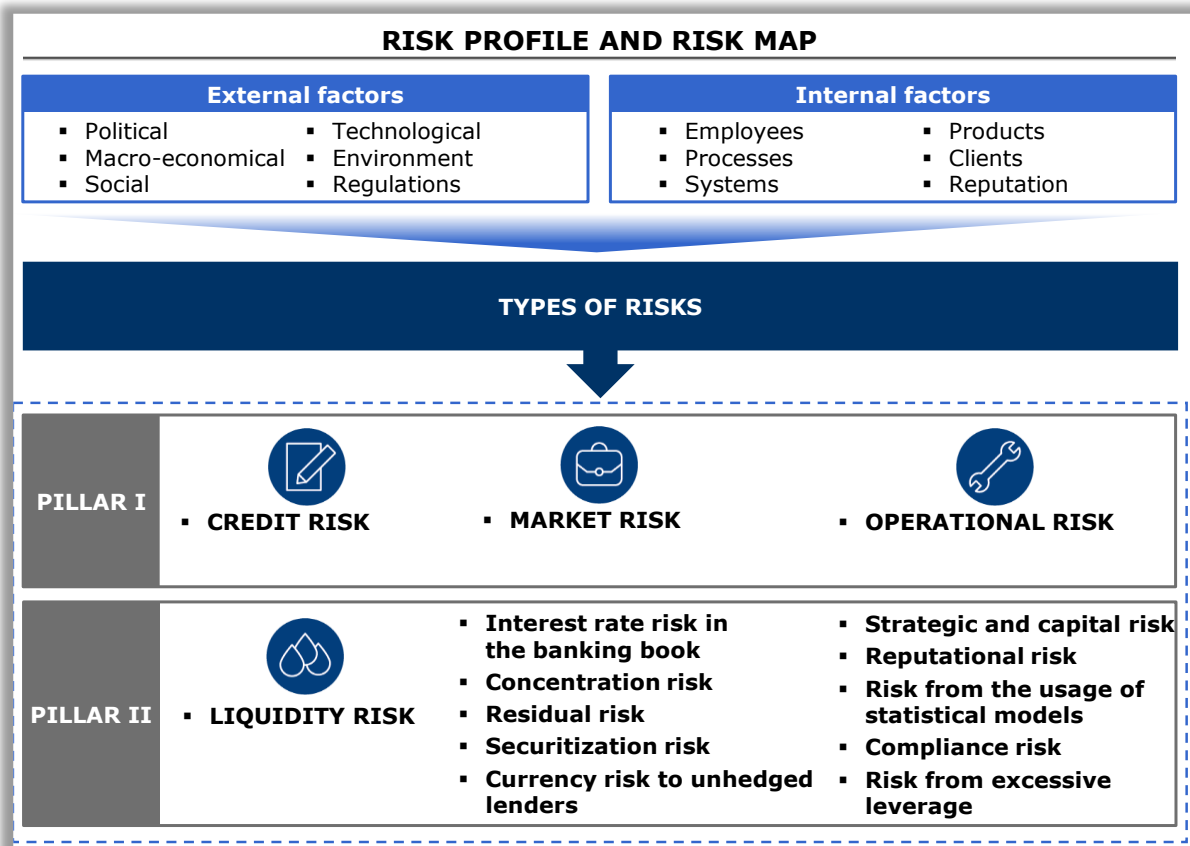 RISK PROFILE AND RISK MAP
External factors
▪ Political
▪ Macro-economical
▪ Social
▪ Technological
▪ Environment
▪ Regulations
Internal factors
▪ Employees
▪ Processes
▪ Systems
▪ Products
▪ Clients
▪ Reputation
TYPES OF RISKS
PILLAR I
▪ CREDIT RISK
▪ MARKET RISK
▪ OPERATIONAL RISK
PILLAR II
▪ LIQUIDITY RISK
▪ Interest rate risk in
the banking book
▪ Concentration risk
▪ Residual risk
▪ Securitization risk
▪ Currency risk to unhedged
lenders
▪ Strategic and capital risk
▪ Reputational risk
▪ Risk from the usage of
statistical models
▪ Compliance risk
▪ Risk from excessive
leverage